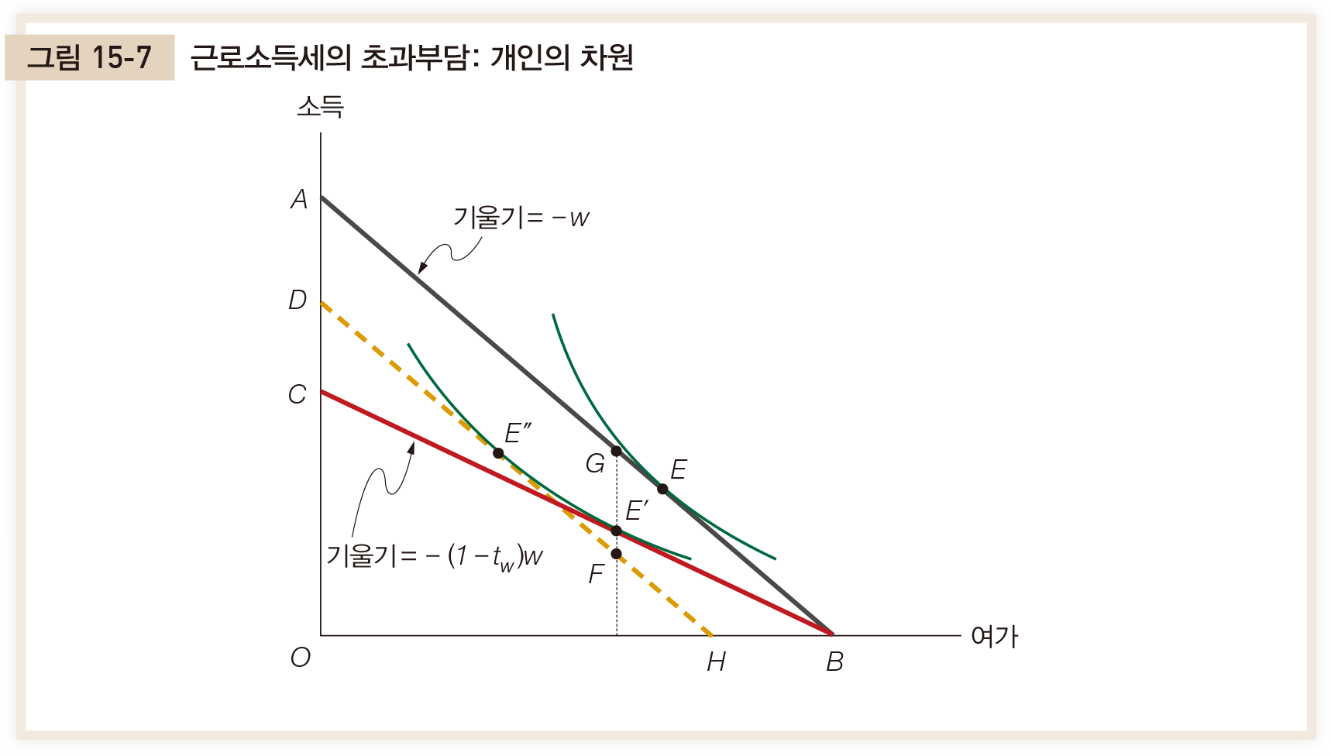 그림 15-7 근로소득세의 초과부담: 개인의 차원
소득
A
기울기 = -w
D
C
E″
G
E
E′
기울기 = - (1 - t_w)w
F
여가
O
H
B